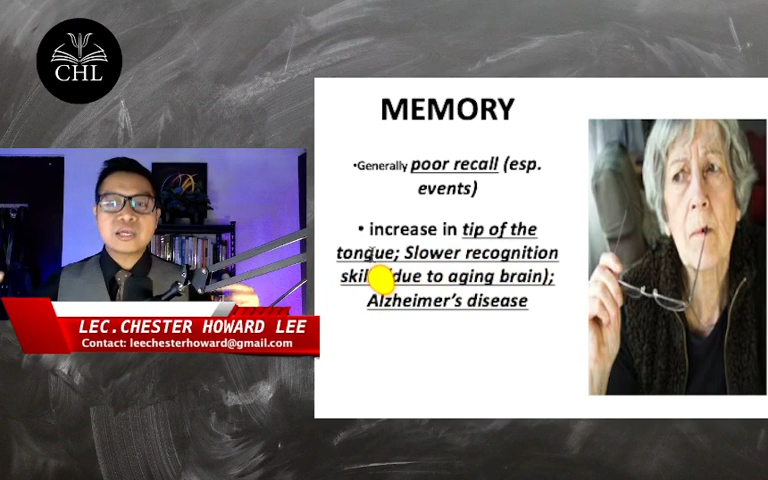 CHL
MEMORY
•Generally poor recall (esp.
events)
• increase in tip of the
tongue; Slower recognition
due to aging brain);
Alzheimer's disease
LEC.CHESTER HOWARD LEE
Contact: leechesterhoward@gmail.com